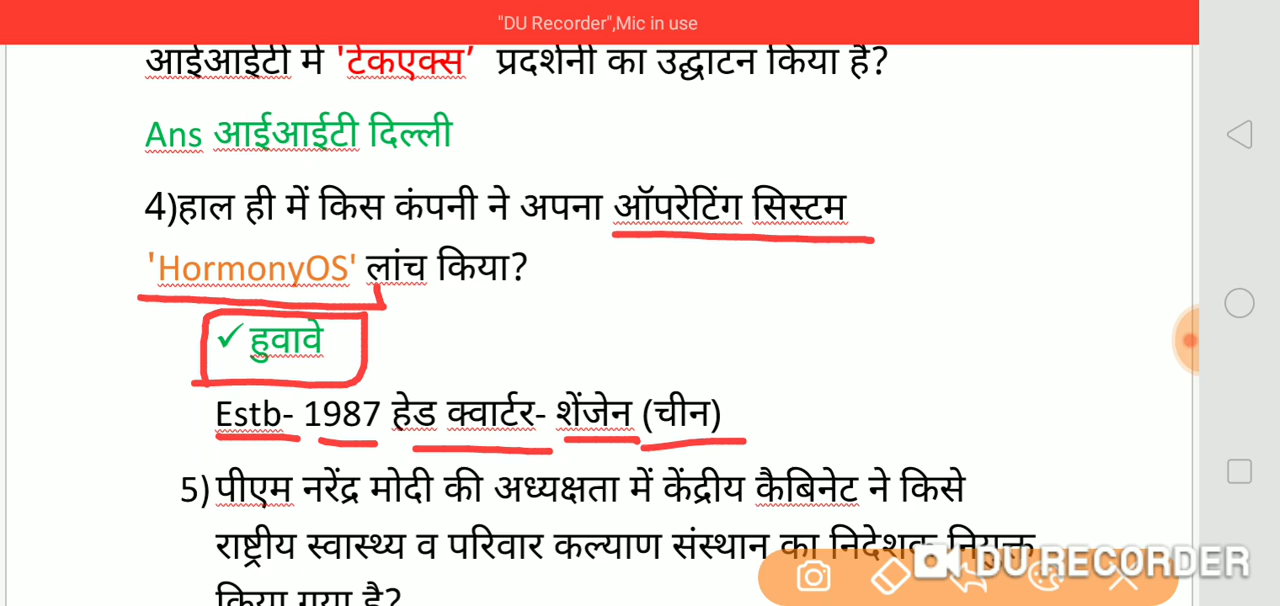 "DU Recorder",Mic in use
आईआईटी में 'टेकएक्स' प्रदर्शनी का उद्घाटन किया है?
Ans आईआईटी दिल्ली
4)हाल ही में किस कंपनी ने अपना ऑपरेटिंग सिस्टम
'HormonyOS' लांच किया?
✓ हुवावे
Estb- 1987 हेड क्वार्टर- शेंजेन (चीन)
5) पीएम नरेंद्र मोदी की अध्यक्षता में केंद्रीय कैबिनेट ने किसे
राष्ट्रीय स्वास्थ्य व परिवार कल्याण संस्थान का निदेशक नियुक्त
किया गया है?
DU RECORDER